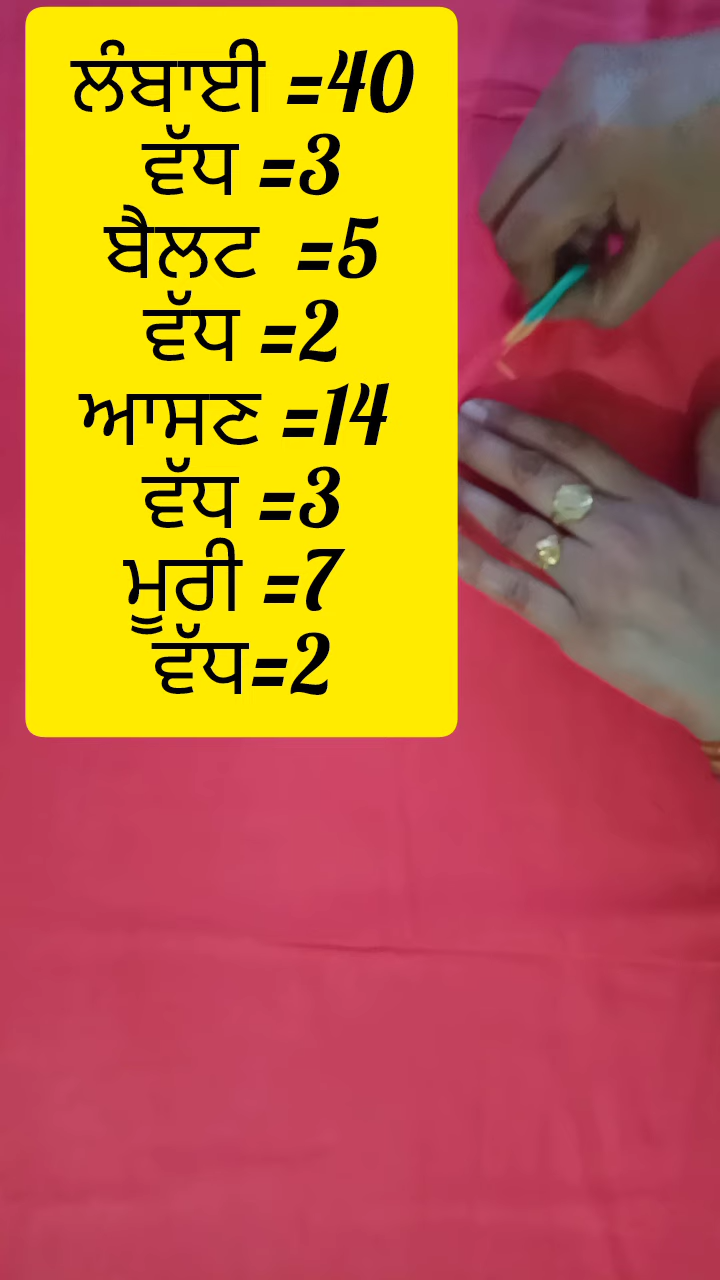 ਲੰਬਾਈ =40
ਵੱਧ =3
ਬੈਲਟ =5
ਵੱਧ =2
ਆਸਣ =14
ਵੱਧ =3
ਮੂਰੀ =7
ਵੱਧ=2